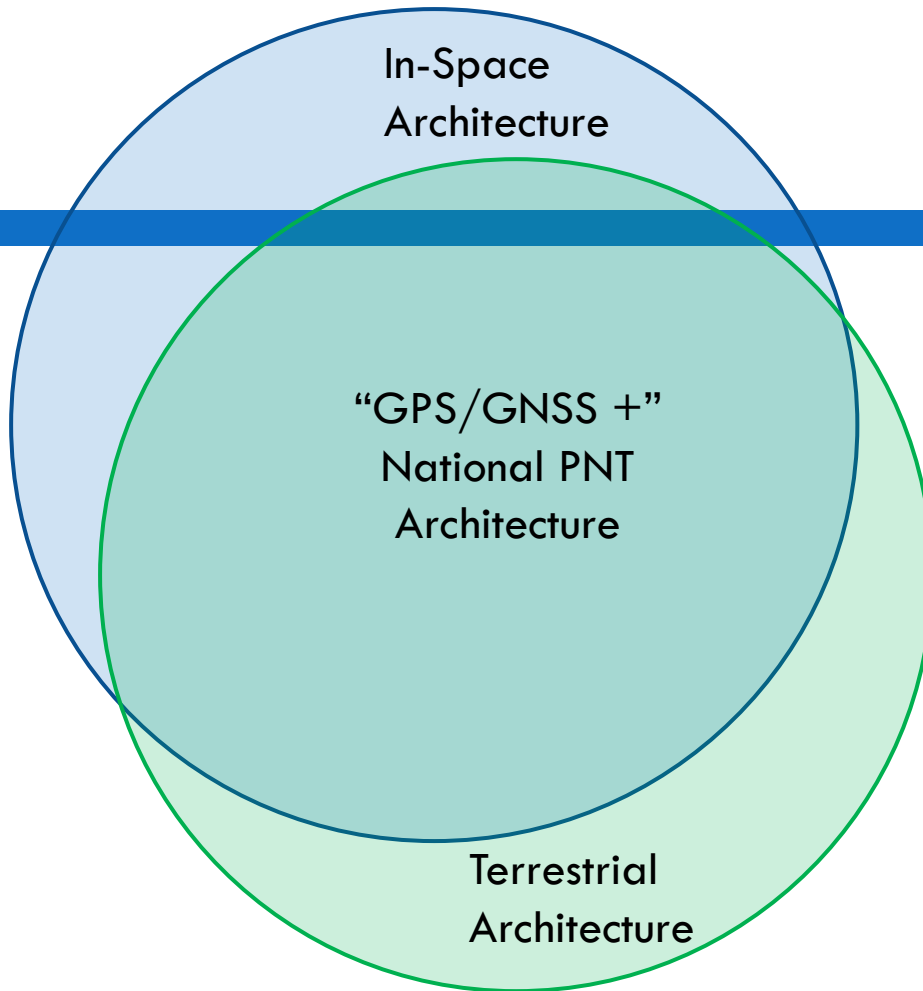 In-Space
Architecture
“GPS/GNSS +”
National PNT
Architecture
Terrestrial
Architecture